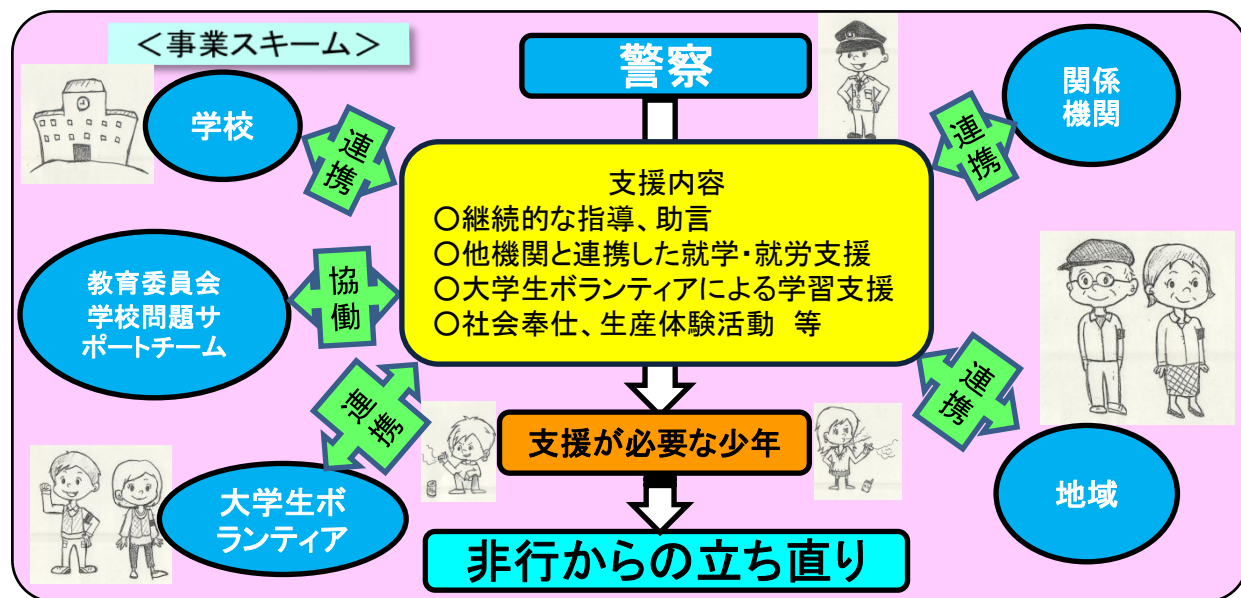 ＜事業スキーム＞
警察
学校
関係
機関
連携
連携
支援内容
○継続的な指導、助言
○他機関と連携した就学・就労支援
○大学生ボランティアによる学習支援
○社会奉仕、生産体験活動　等
教育委員会
学校問題サ
ポートチーム
協働
連携
連携
支援が必要な少年
大学生ボ
ランティア
地域
非行からの立ち直り